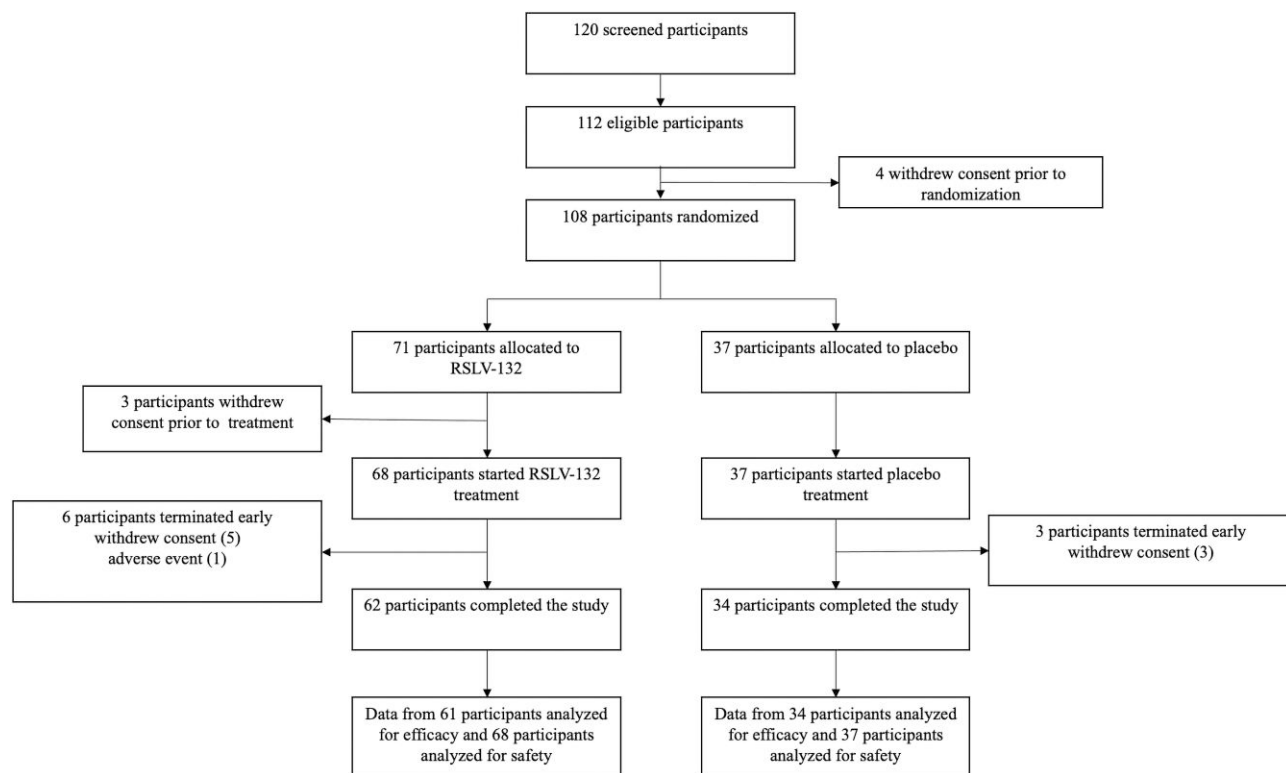 120 screened participants
112 eligible participants
4 withdrew consent prior to
randomization
108 participants randomized
71 participants allocated to
RSLV-132
37 participants allocated to placebo
3 participants withdrew
consent prior to treatment
68 participants started RSLV-132
treatment
37 participants started placebo
treatment
6 participants terminated early
withdrew consent (5)
adverse event (1)
3 participants terminated early
withdrew consent (3)
62 participants completed the study
34 participants completed the study
Data from 61 participants analyzed
for efficacy and 68 participants
analyzed for safety
Data from 34 participants analyzed
for efficacy and 37 participants
analyzed for safety